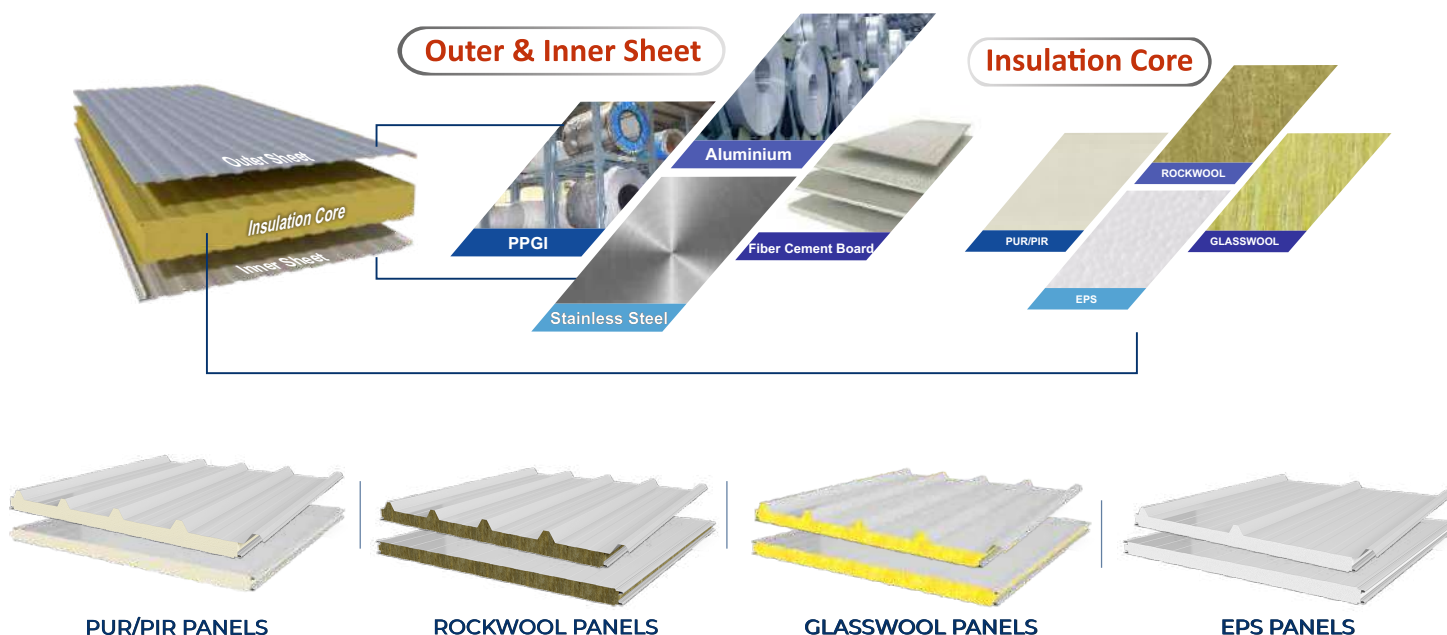 Outer & Inner Sheet
Insulation Core
Outer Sheet
Insulation Core
Inner Sheet
PPGI
Aluminium
Stainless Steel
Fiber Cement Board
PUR/PIR
ROCKWOOL
EPS
GLASSWOOL
PUR/PIR PANELS
ROCKWOOL PANELS
GLASSWOOL PANELS
EPS PANELS